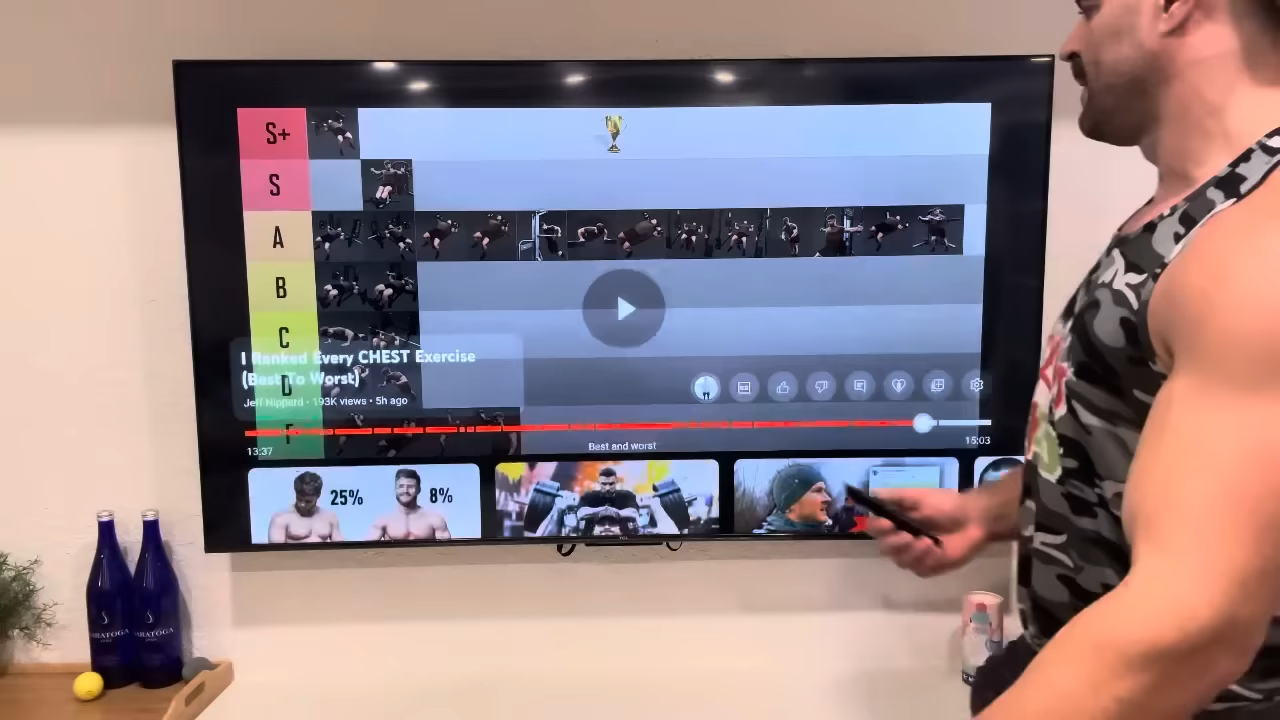 S+
S
A
B
C
I Ranked Every CHEST Exercise
(Best To Worst)
D
Jeff Nippard • 193K views • 5h ago
F
13:37
Best and worst
15:03
25%
8%
TCL
SARATOGA
SARATOGA